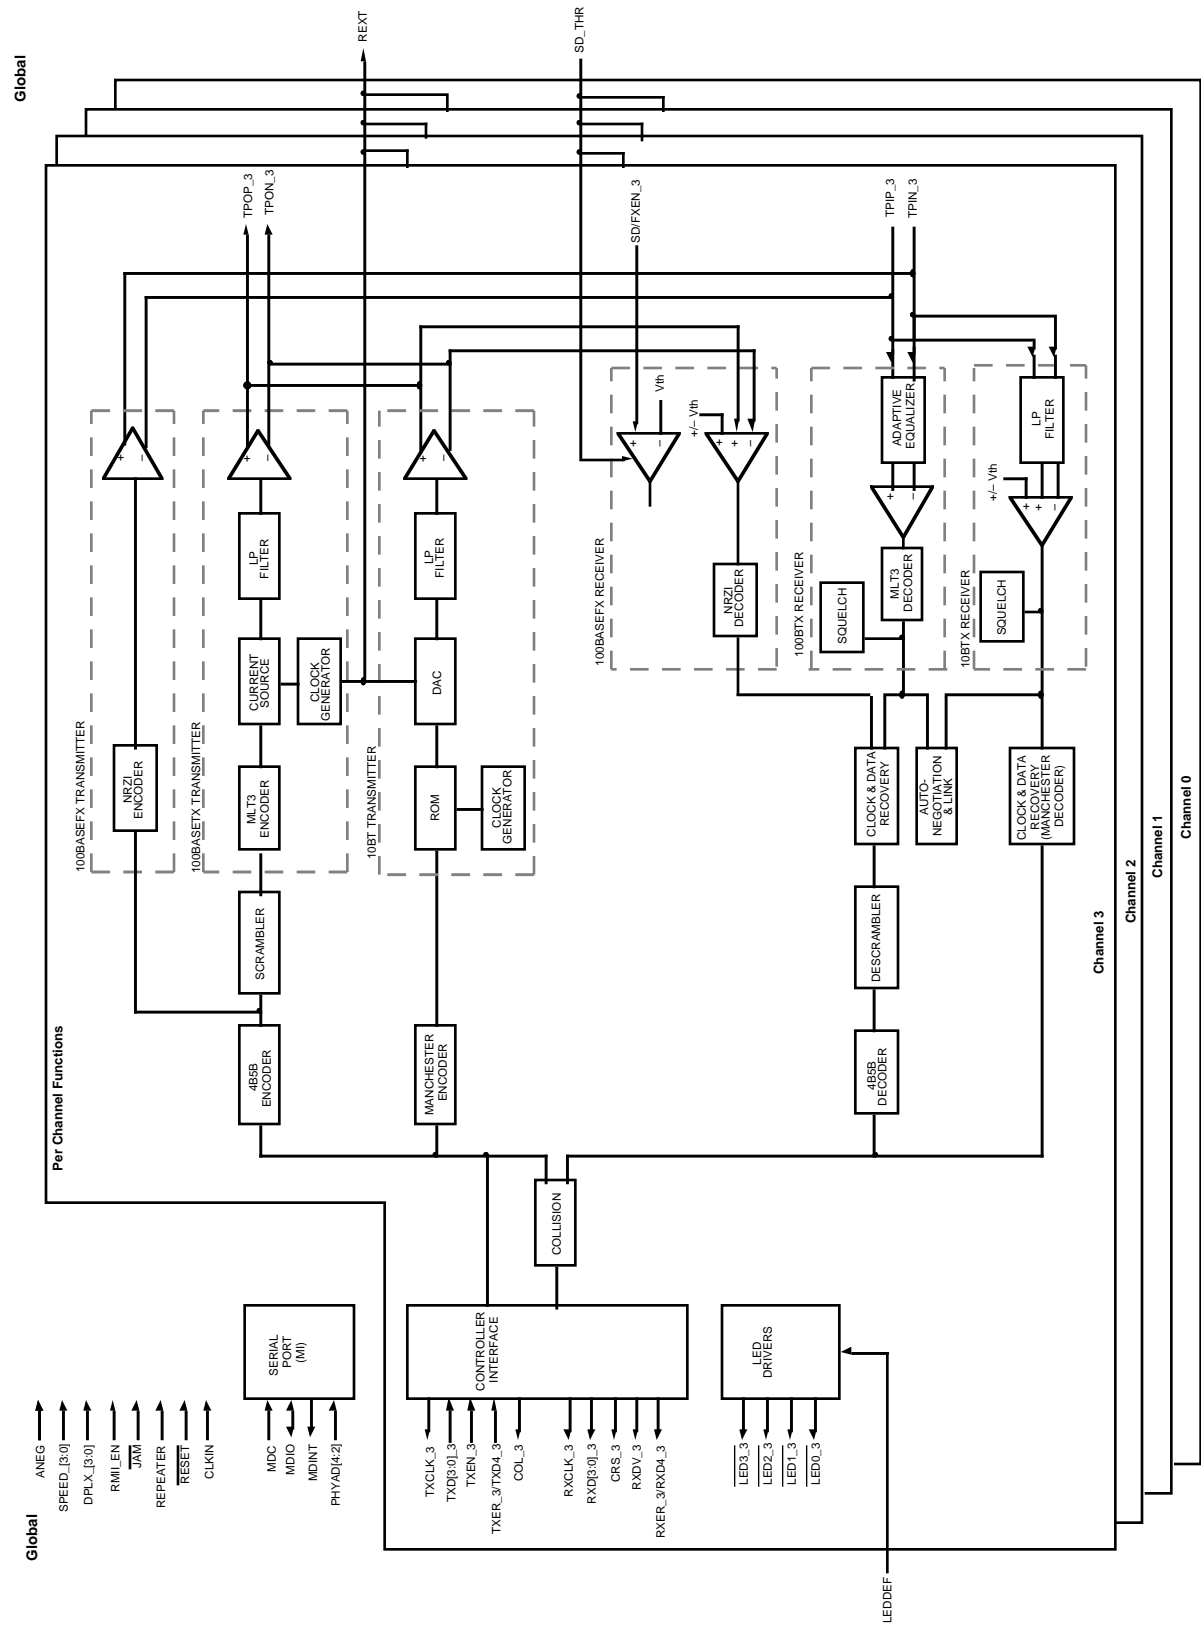 Global
ANEG
SPEED_[3:0]
DPLX_[3:0]
RMII_EN
JAM
REPEATER
RESET
CLKIN
MDC
MDIO
MDINT
PHYAD[4:2]
SERIAL
PORT
(MI)
TXCLK_3
TXD[3:0]_3
TXEN_3
TXER_3/TXD4_3
COL_3
RXCLK_3
RXD[3:0]_3
CRS_3
RXDV_3
RXER_3/RXD4_3
CONTROLLER
INTERFACE
LED3_3
LED2_3
LED1_3
LED0_3
LED
DRIVERS
LEDDEF
COLLISION
Per Channel Functions
4B5B
ENCODER
SCRAMBLER
MANCHESTER
ENCODER
100BASEFX TRANSMITTER
NRZI
ENCODER
+
–
100BASETX TRANSMITTER
MLT3
ENCODER
CURRENT
SOURCE
CLOCK
GENERATOR
LP
FILTER
+
–
10BT TRANSMITTER
ROM
CLOCK
GENERATOR
DAC
LP
FILTER
+
–
TPOP_3
TPON_3
REXT
SD_THR
Global
SD/FXEN_3
100BASEFX RECEIVER
NRZI
DECODER
+
–
Vth
+/– Vth
+
+
–
100BTX RECEIVER
SQUELCH
MLT3
DECODER
+
–
ADAPTIVE
EQUALIZER
TPIP_3
TPIN_3
10BTX RECEIVER
SQUELCH
+/– Vth
+
+
–
LP
FILTER
4B5B
DECODER
DESCRAMBLER
CLOCK & DATA
RECOVERY
AUTO-
NEGOTIATION
& LINK
CLOCK & DATA
RECOVERY
(MANCHESTER
DECODER)
Channel 3
Channel 2
Channel 1
Channel 0